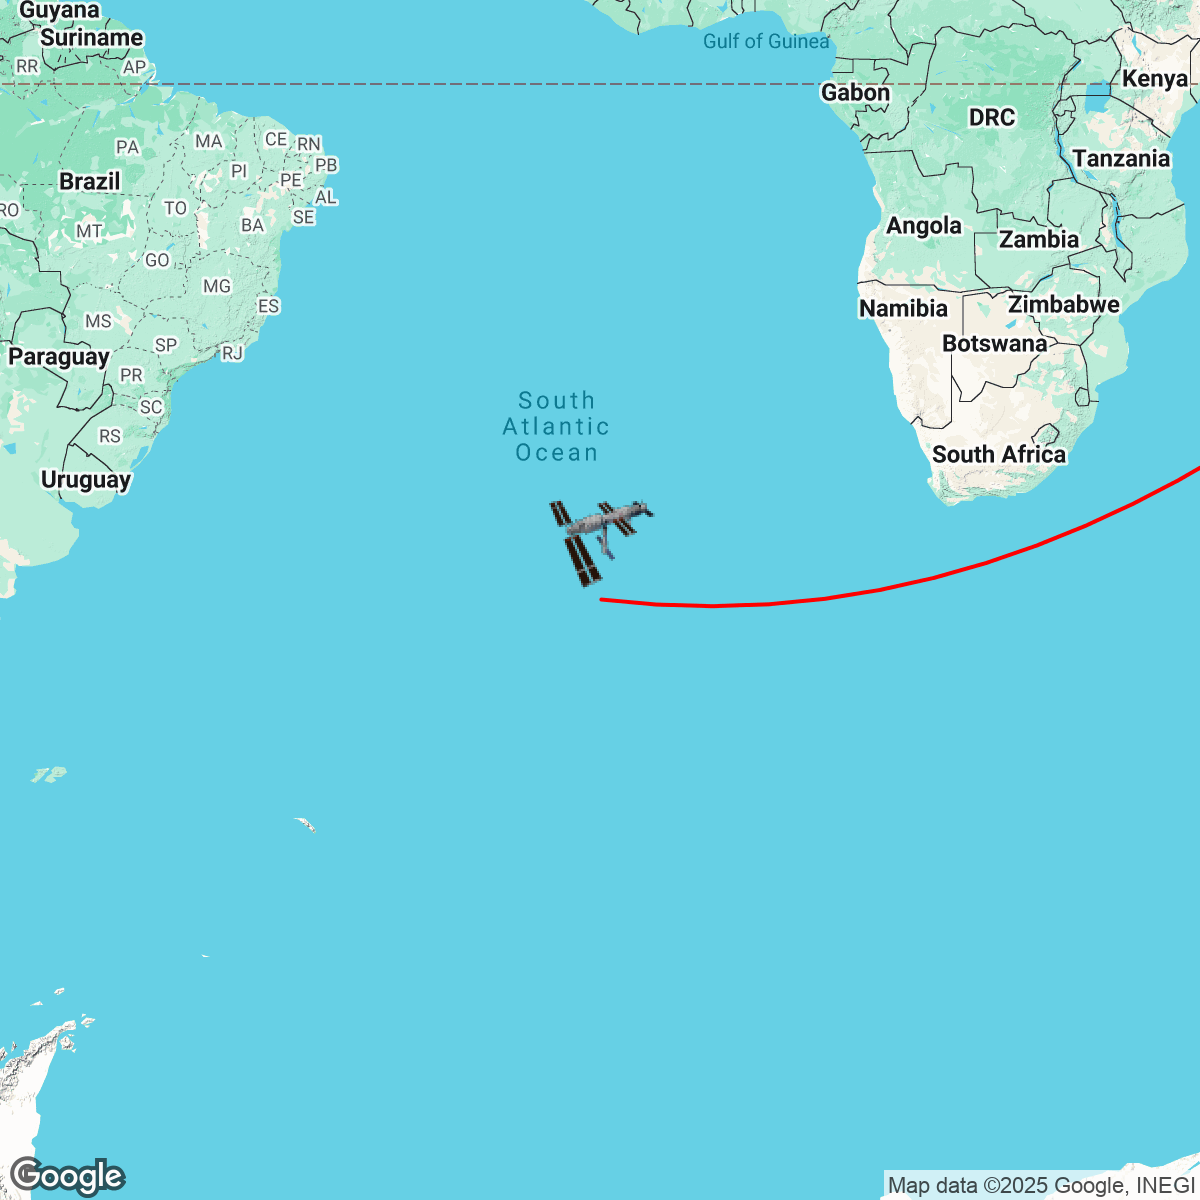 Guyana
Suriname
Gulf of Guinea
RR
AP
Kenya
Gabon
DRC
MA
CE
RN
PA
PB
Tanzania
PI
Brazil
PE
AL
RO
TO
SE
BA
Angola
MT
Zambia
GO
MG
ES
Zimbabwe
Namibia
MS
SP
Botswana
RJ
Paraguay
PR
South
Atlantic
Ocean
SC
RS
South Africa
Uruguay
Google
Map data ©2025 Google, INEGI